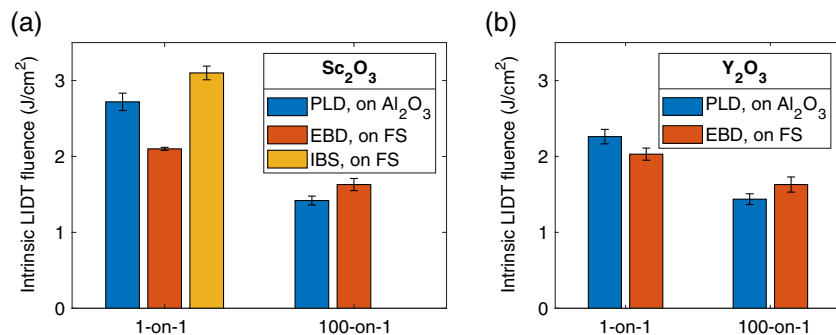 (a)
Intrinsic LIDT fluence (J/cm²)
3
2
1
0
Sc₂O₃
PLD, on Al₂O₃
EBD, on FS
IBS, on FS
1-on-1
100-on-1
(b)
Intrinsic LIDT fluence (J/cm²)
3
2
1
0
Y₂O₃
PLD, on Al₂O₃
EBD, on FS
1-on-1
100-on-1